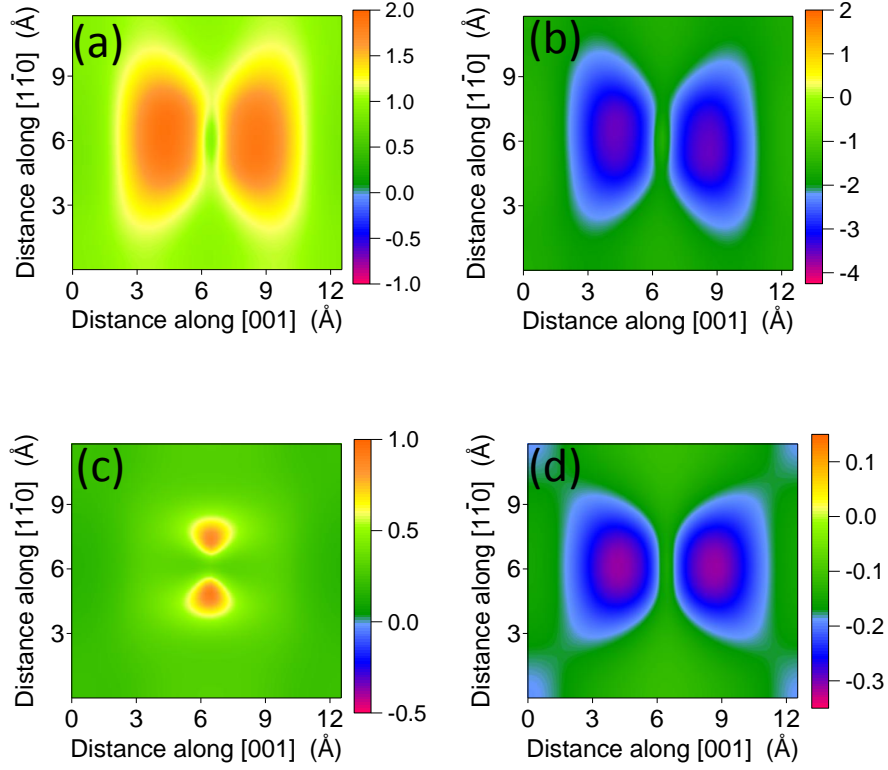 (a)
Distance along [11̄0] (Å)
9
6
3
0 3 6 9 12
Distance along [001] (Å)
2.0
1.5
1.0
0.5
0.0
-0.5
-1.0
(b)
Distance along [11̄0] (Å)
9
6
3
0 3 6 9 12
Distance along [001] (Å)
2
1
0
-1
-2
-3
-4
(c)
Distance along [11̄0] (Å)
9
6
3
0 3 6 9 12
Distance along [001] (Å)
1.0
0.5
0.0
-0.5
(d)
Distance along [11̄0] (Å)
9
6
3
0 3 6 9 12
Distance along [001] (Å)
0.1
0.0
-0.1
-0.2
-0.3